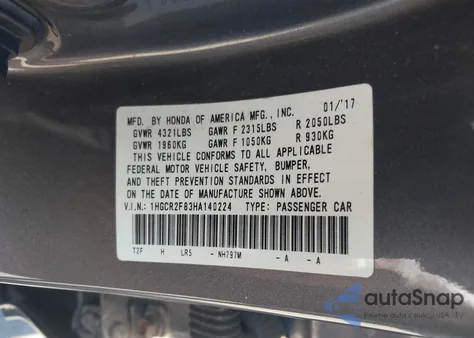 MFD. BY HONDA OF AMERICA MFG., INC. 01/'17
GVWR 4321LBS GAWR F 2315LBS R 2050LBS
GVWR 1960KG GAWR F 1050KG R 930KG
THIS VEHICLE CONFORMS TO ALL APPLICABLE
FEDERAL MOTOR VEHICLE SAFETY, BUMPER,
AND THEFT PREVENTION STANDARDS IN EFFECT
ON THE DATE OF MANUFACTURE SHOWN ABOVE.
V.I.N.: 1HGCR2F83HA140224 TYPE: PASSENGER CAR
T2F H LR5 - NH797M - A - A
autoSnap